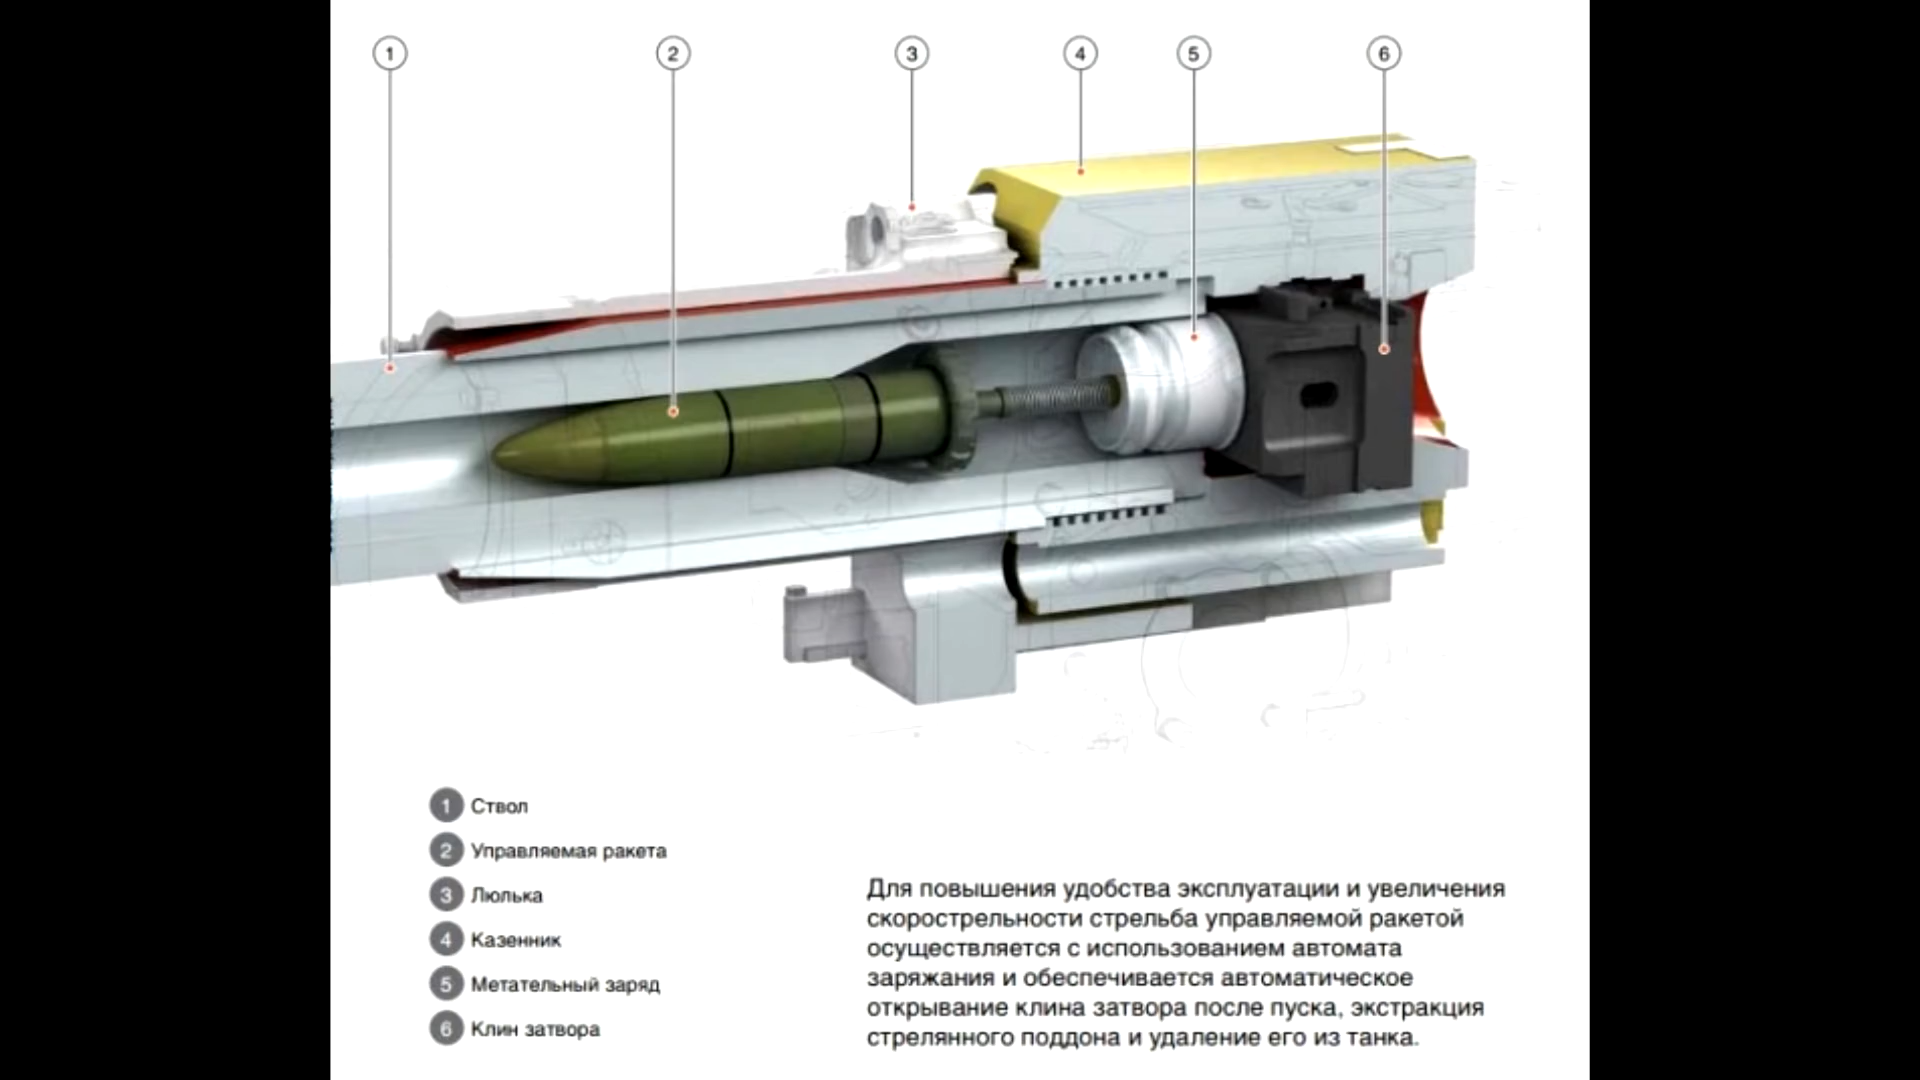 1
2
3
4
5
6
1 Ствол
2 Управляемая ракета
3 Люлька
4 Казенник
5 Метательный заряд
6 Клин затвора
Для повышения удобства эксплуатации и увеличения
скорострельности стрельба управляемой ракетой
осуществляется с использованием автомата
заряжания и обеспечивается автоматическое
открывание клина затвора после пуска, экстракция
стрелянного поддона и удаление его из танка.